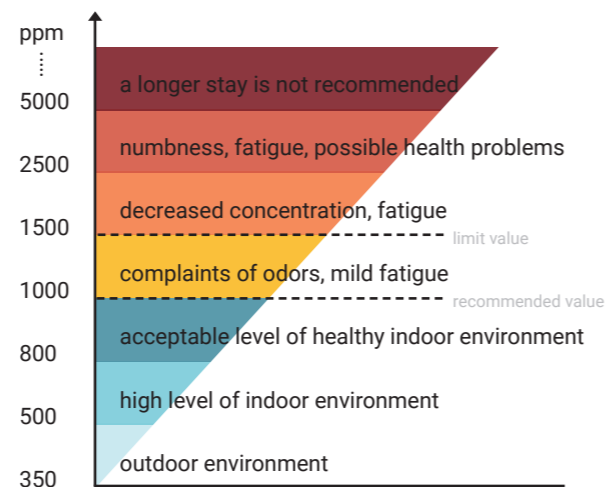 ppm
5000
a longer stay is not recommended
numbness, fatigue, possible health problems
2500
decreased concentration, fatigue
1500
limit value
complaints of odors, mild fatigue
1000
recommended value
acceptable level of healthy indoor environment
800
high level of indoor environment
500
outdoor environment
350